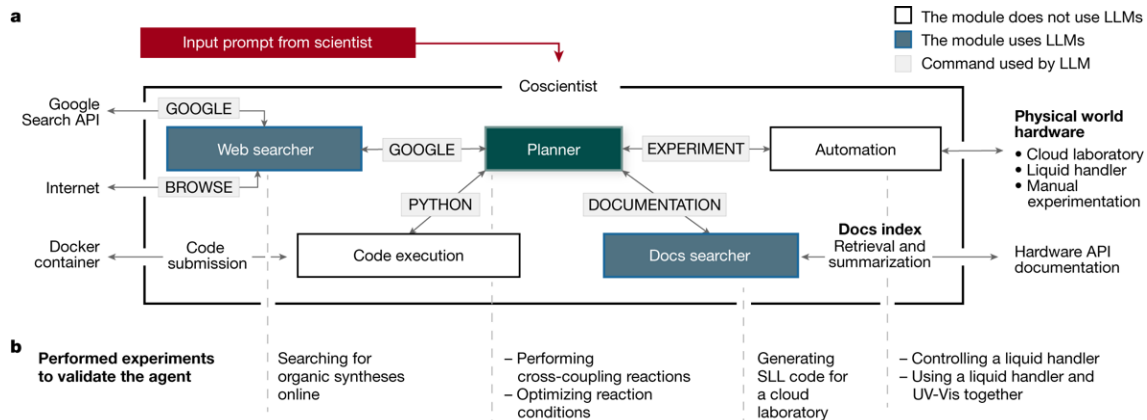 a
Input prompt from scientist
The module does not use LLMs
The module uses LLMs
Command used by LLM
Coscientist
Google
Search API
GOOGLE
Web searcher
GOOGLE
Planner
EXPERIMENT
Automation
Physical world
hardware
• Cloud laboratory
• Liquid handler
• Manual
experimentation
Internet
BROWSE
PYTHON
DOCUMENTATION
Docker
container
Code
submission
Code execution
Docs searcher
Docs index
Retrieval and
summarization
Hardware API
documentation
b
Performed experiments
to validate the agent
Searching for
organic syntheses
online
– Performing
cross-coupling reactions
– Optimizing reaction
conditions
Generating
SLL code for
a cloud
laboratory
– Controlling a liquid handler
– Using a liquid handler and
UV-Vis together